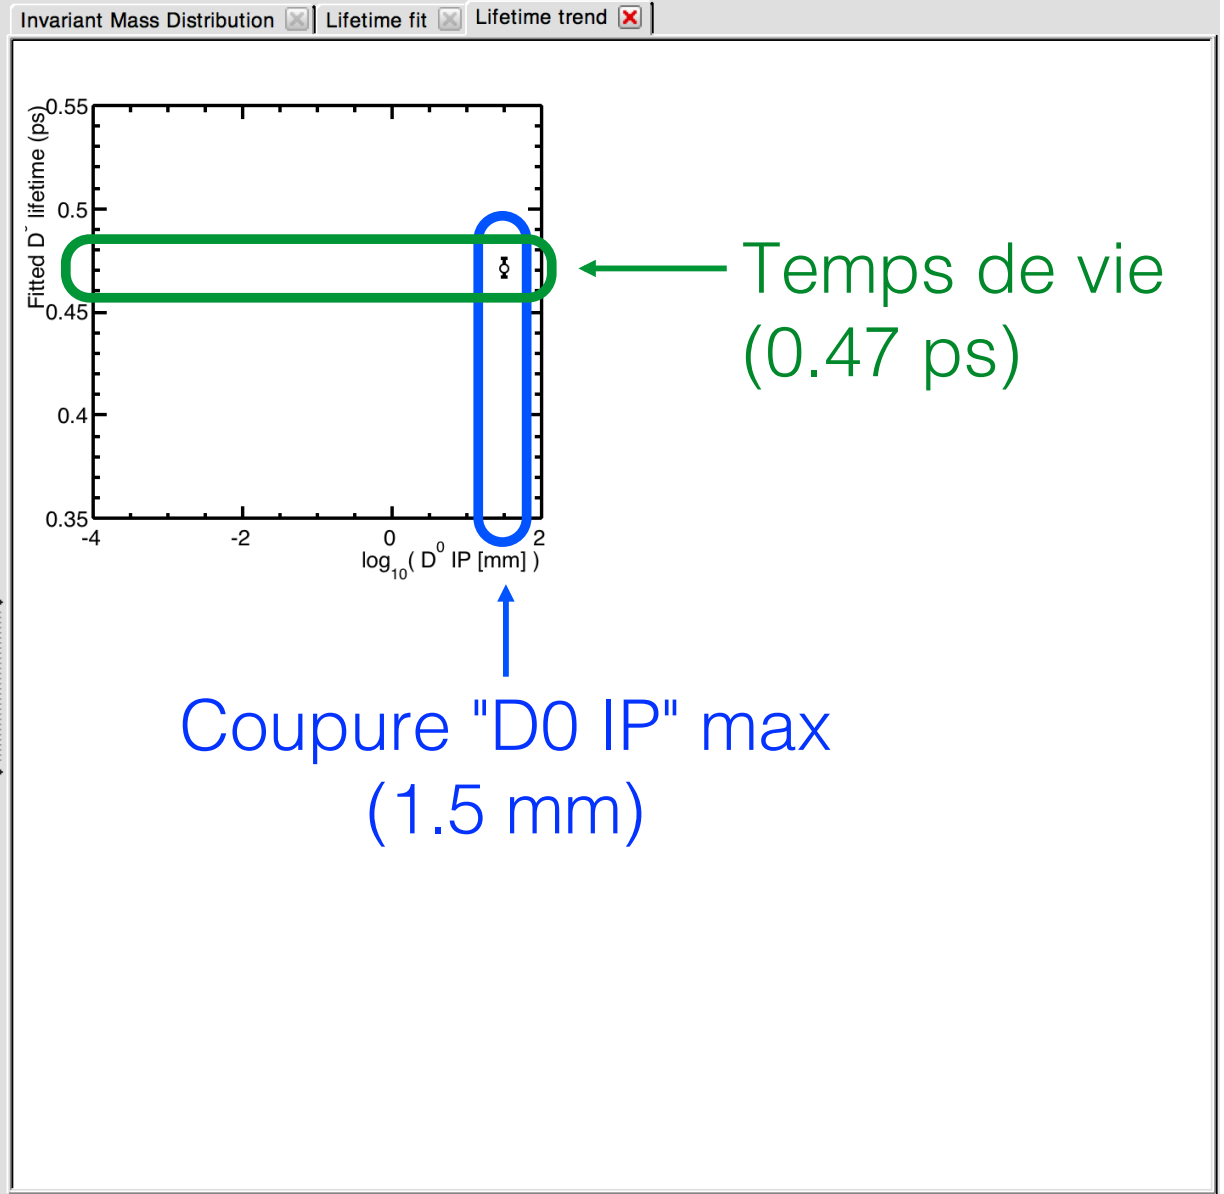 Invariant Mass Distribution
Lifetime fit
Lifetime trend
Fitted D lifetime (ps)
0.55
0.5
0.45
0.4
0.35
-4
-2
0
2
log10( D0 IP [mm] )
Temps de vie
(0.47 ps)
Coupure "D0 IP" max
(1.5 mm)